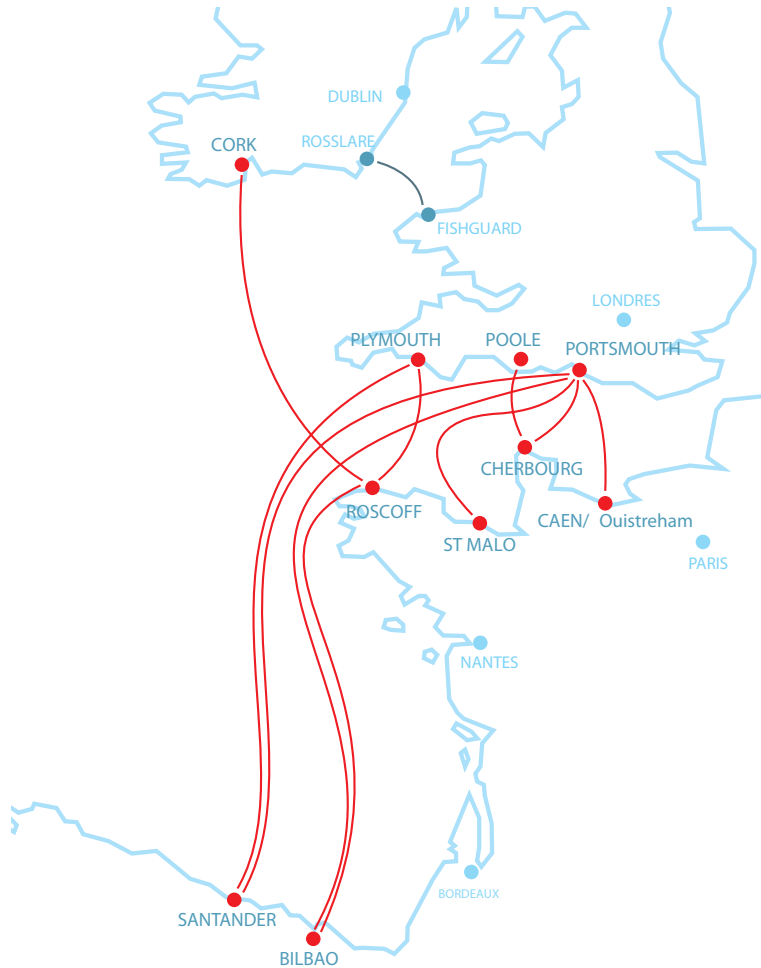 DUBLIN
ROSSLARE
CORK
FISHGUARD
LONDRES
PLYMOUTH
POOLE
PORTSMOUTH
CHERBOURG
ROSCOFF
CAEN/ Ouistreham
ST MALO
PARIS
NANTES
BORDEAUX
SANTANDER
BILBAO